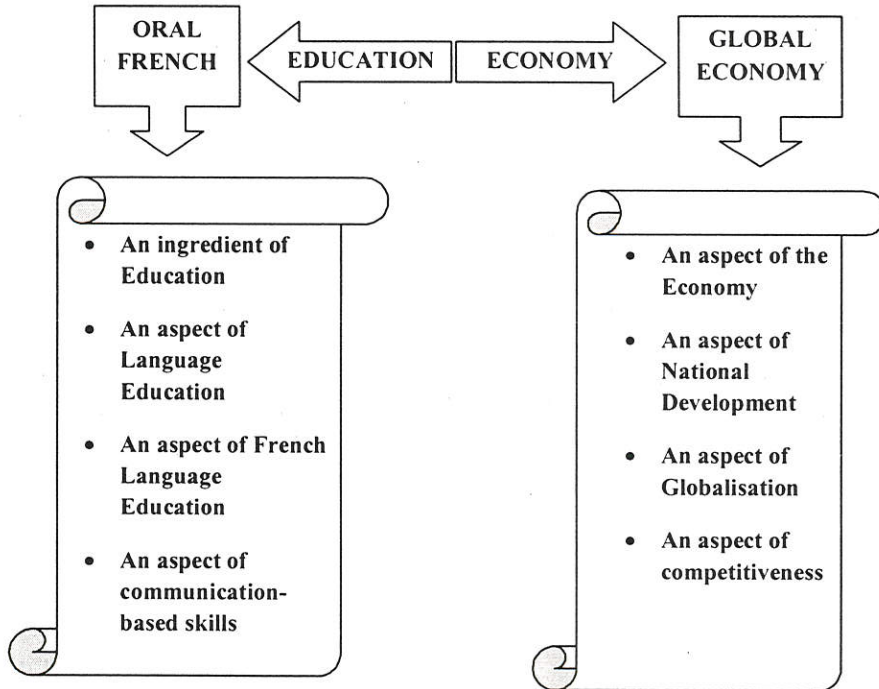 ORAL
FRENCH
EDUCATION
ECONOMY
GLOBAL
ECONOMY
• An ingredient of
Education
• An aspect of
Language
Education
• An aspect of French
Language
Education
• An aspect of
communication-
based skills
• An aspect of the
Economy
• An aspect of
National
Development
• An aspect of
Globalisation
• An aspect of
competitiveness